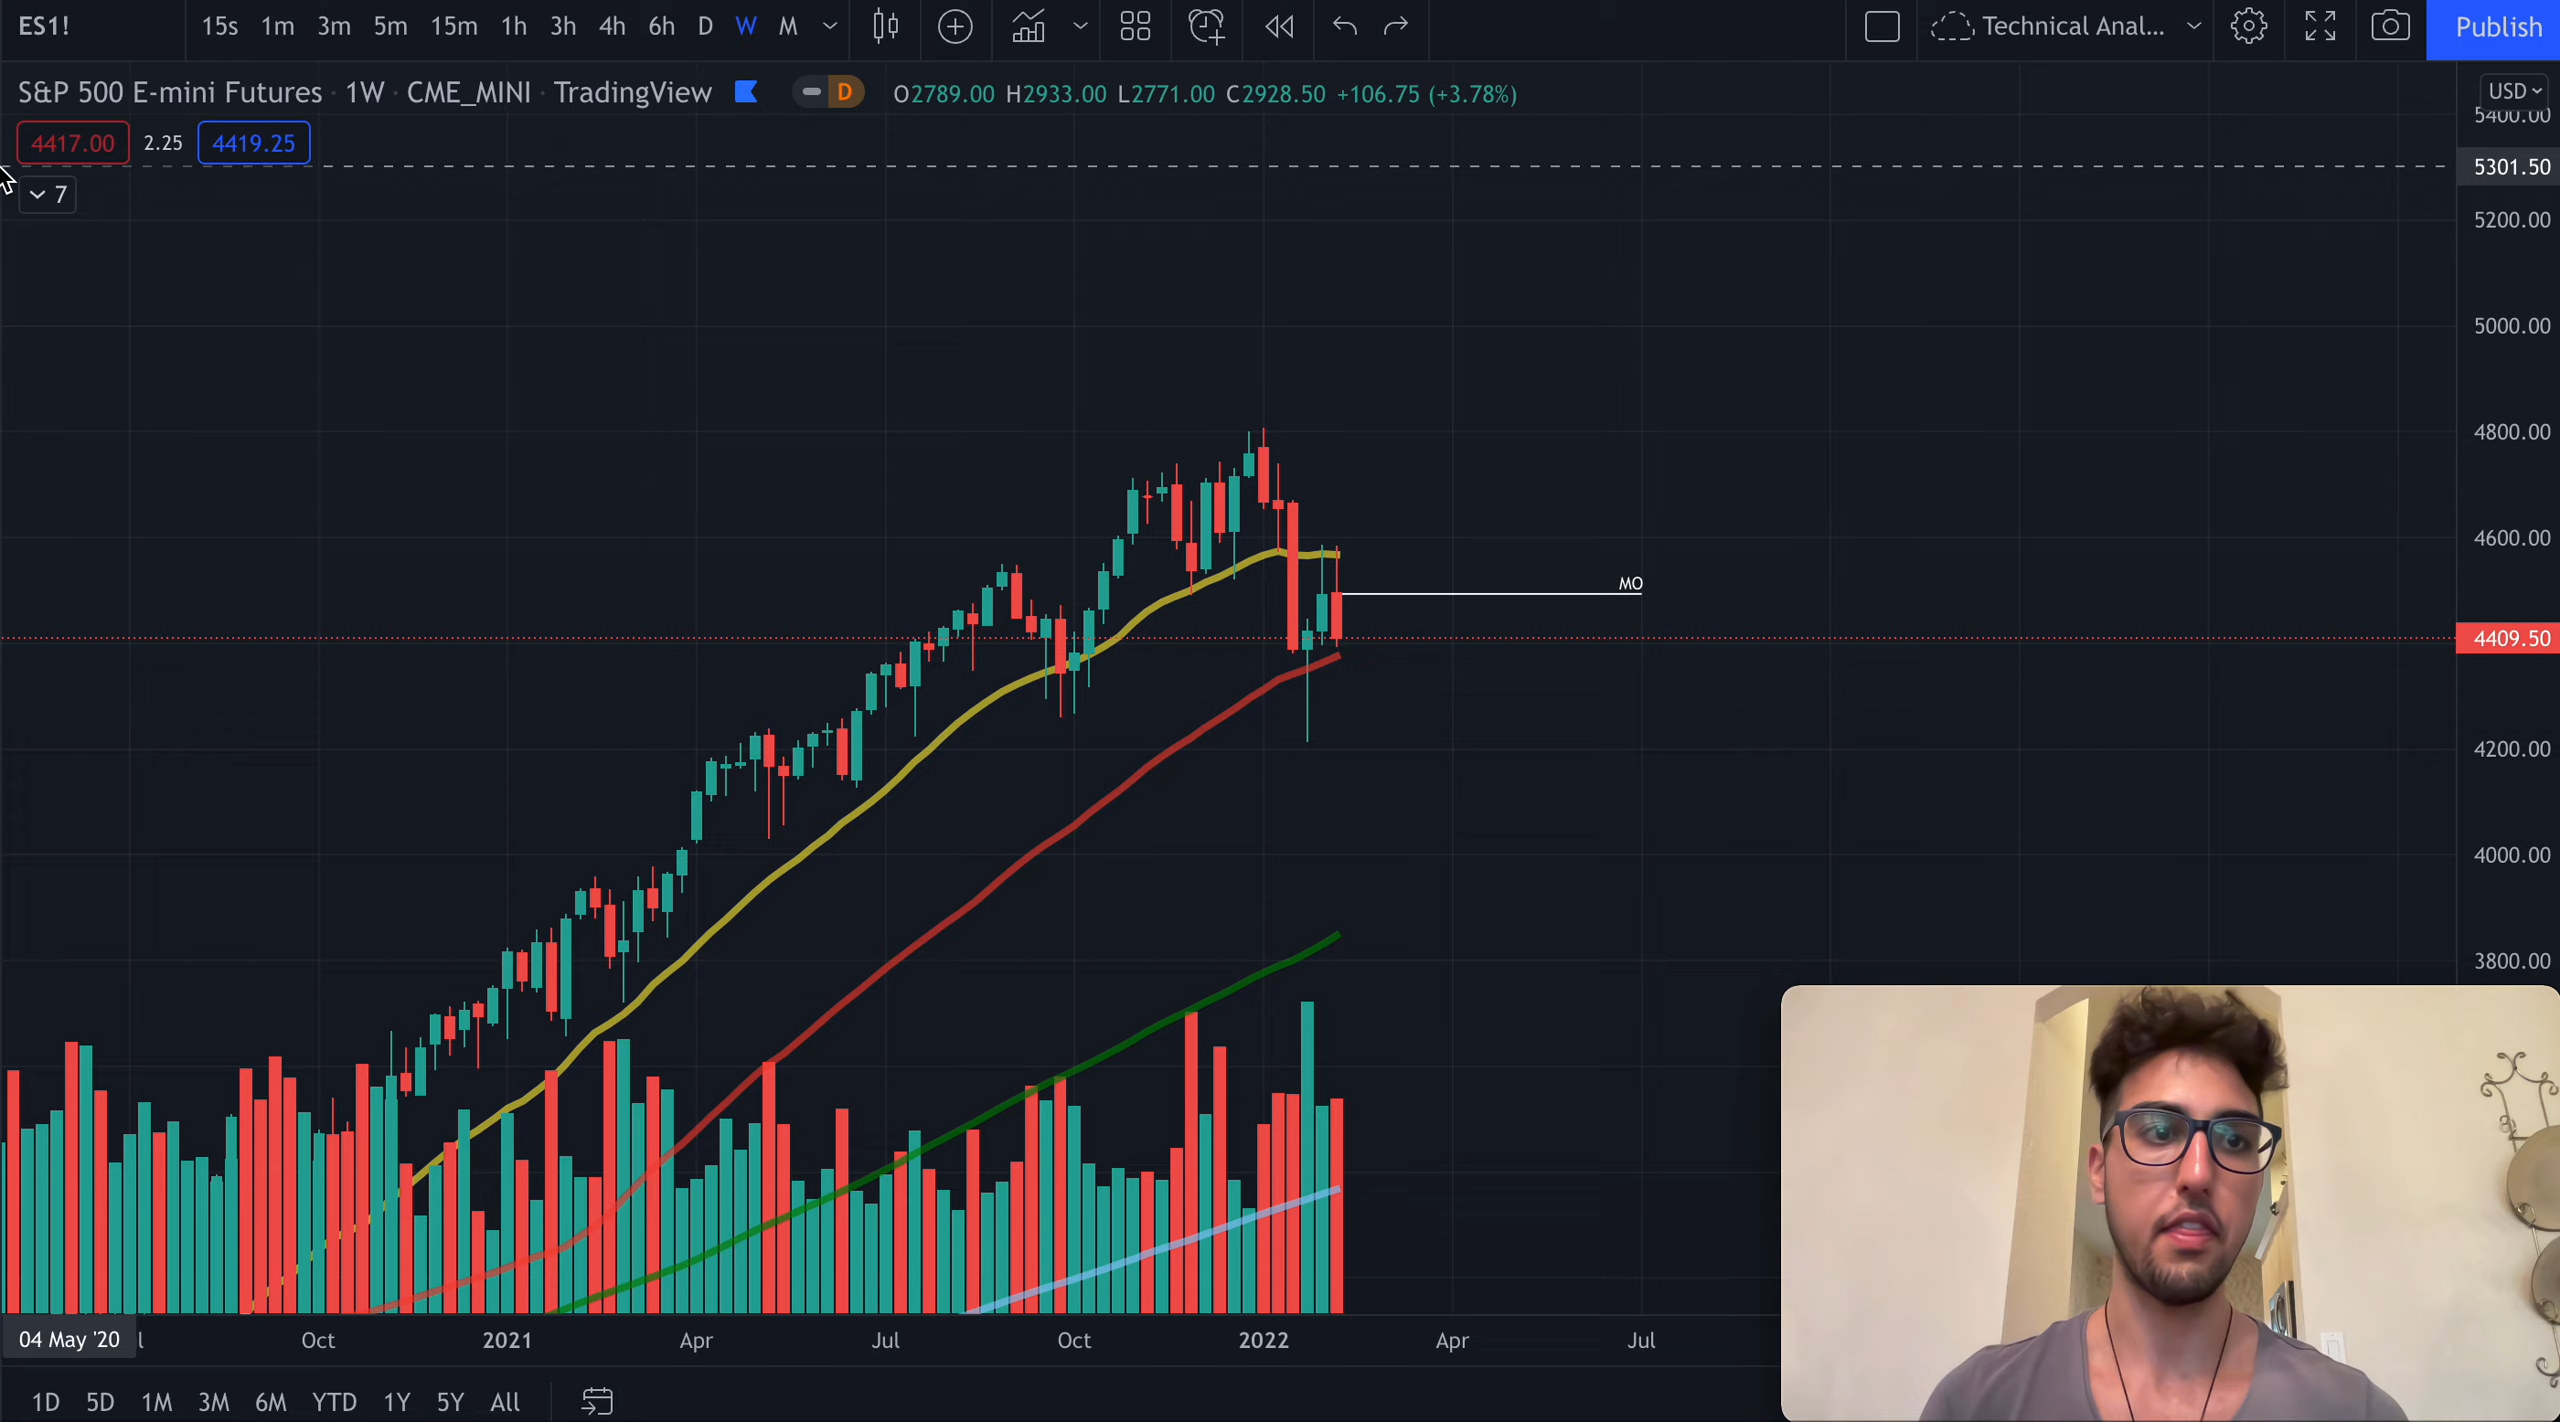 ES1! 15s 1m 3m 5m 15m 1h 3h 4h 6h D W M Technical Anal... Publish
S&P 500 E-mini Futures · 1W · CME_MINI · TradingView D O2789.00 H2933.00 L2771.00 C2928.50 +106.75 (+3.78%) USD
5400.00
4417.00 2.25 4419.25
5301.50
7
5200.00
5000.00
4800.00
4600.00
MO
4409.50
4200.00
4000.00
3800.00
04 May '20 Oct 2021 Apr Jul Oct 2022 Apr Jul
1D 5D 1M 3M 6M YTD 1Y 5Y All